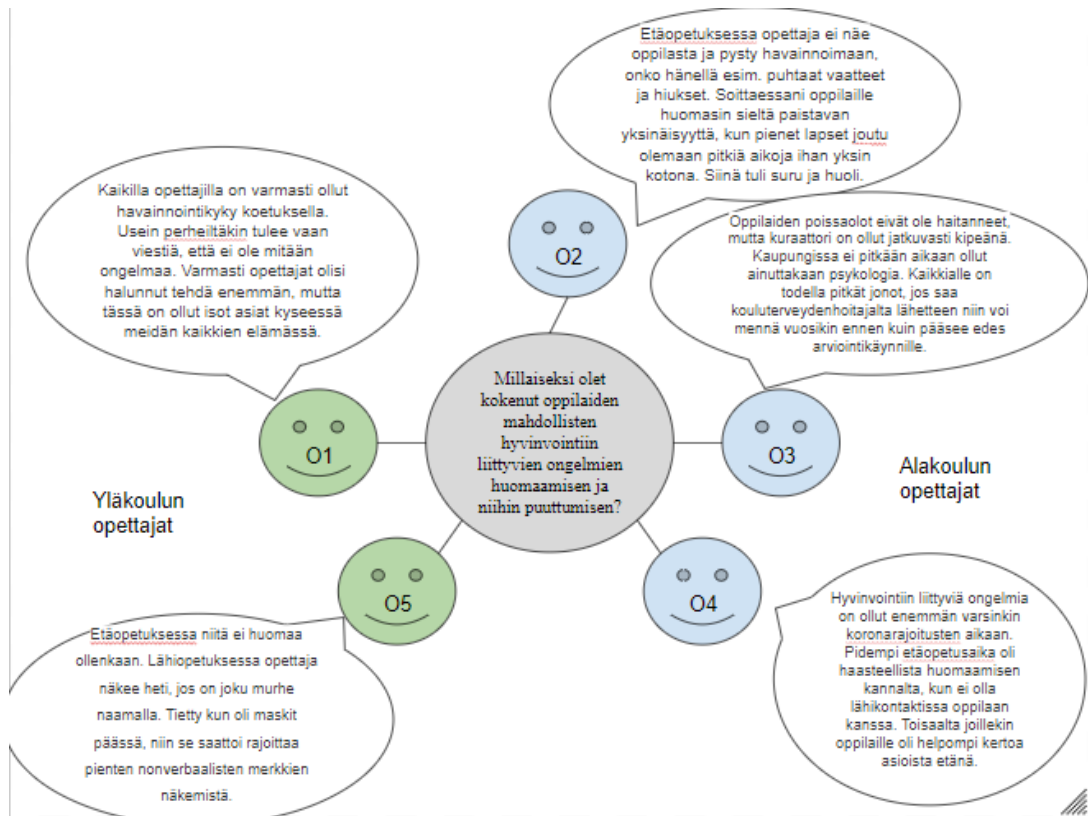 Etäopetuksessa opettaja ei näe
oppilasta ja pysty havainnoimaan,
onko hänellä esim. puhtaat vaatteet
ja hiukset. Soittaessani oppilaille
huomasin sieltä paistavan
yksinäisyyttä, kun pienet lapset joutu
olemaan pitkiä aikoja ihan yksin
kotona. Siinä tuli suru ja huoli.
Kaikilla opettajilla on varmasti ollut
havainnointikyky koetuksella.
Usein perheiltäkin tulee vaan
viestiä, että ei ole mitään
ongelmaa. Varmasti opettajat olisi
halunnut tehdä enemmän, mutta
tässä on ollut isot asiat kyseessä
meidän kaikkien elämässä.
O2
Oppilaiden poissaolot eivät ole haitanneet,
mutta kuraattori on ollut jatkuvasti kipeänä.
Kaupungissa ei pitkään aikaan ollut
ainuttakaan psykologia. Kaikkialle on
todella pitkät jonot, jos saa
kouluterveydenhoitajalta lähetteen niin voi
mennä vuosikin ennen kuin pääsee edes
arviointikäynnille.
Millaiseksi olet
kokenut oppilaiden
mahdollisten
hyvinvointiin
liittyvien ongelmien
huomaamisen ja
niihin puuttumisen?
O1
O3
Yläkoulun
opettajat
Alakoulun
opettajat
O5
O4
Etäopetuksessa niitä ei huomaa
ollenkaan. Lähiopetuksessa opettaja
näkee heti, jos on joku murhe
naamalla. Tietty kun oli maskit
päässä, niin se saattoi rajoittaa
pienten nonverbaalisten merkkien
näkemistä.
Hyvinvointiin liittyviä ongelmia
on ollut enemmän varsinkin
koronarajoitusten aikaan.
Pidempi etäopetusaika oli
haasteellista huomaamisen
kannalta, kun ei olla
lähikontaktissa oppilaan
kanssa. Toisaalta joillekin
oppilaille oli helpompi kertoa
asioista etänä.